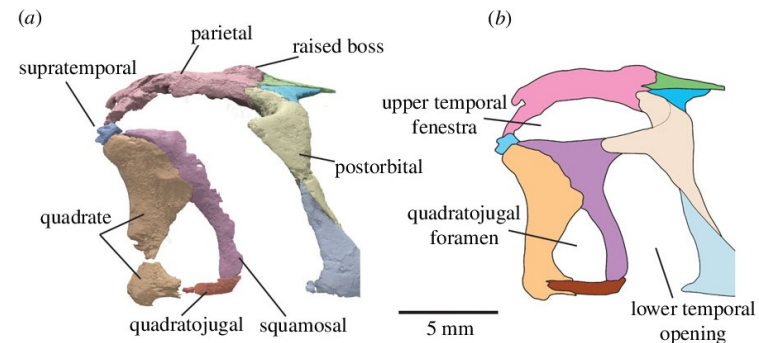 (a)
parietal
raised boss
supratemporal
postorbital
quadrate
quadratojugal
squamosal
(b)
upper temporal
fenestra
quadratojugal
foramen
lower temporal
opening
5 mm